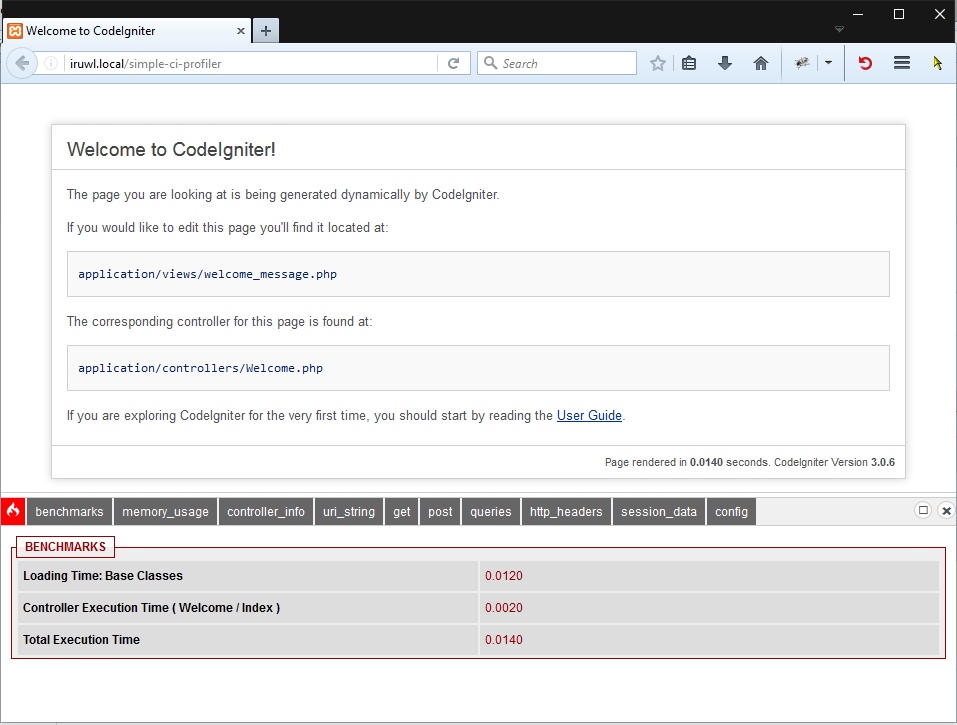 Welcome to CodeIgniter
iruwl.local/simple-ci-profiler
Search
Welcome to CodeIgniter!
The page you are looking at is being generated dynamically by CodeIgniter.
If you would like to edit this page you'll find it located at:
application/views/welcome_message.php
The corresponding controller for this page is found at:
application/controllers/Welcome.php
If you are exploring CodeIgniter for the very first time, you should start by reading the User Guide.
Page rendered in 0.0140 seconds. CodeIgniter Version 3.0.6
benchmarks memory_usage controller_info uri_string get post queries http_headers session_data config
BENCHMARKS
Loading Time: Base Classes 0.0120
Controller Execution Time ( Welcome / Index ) 0.0020
Total Execution Time 0.0140